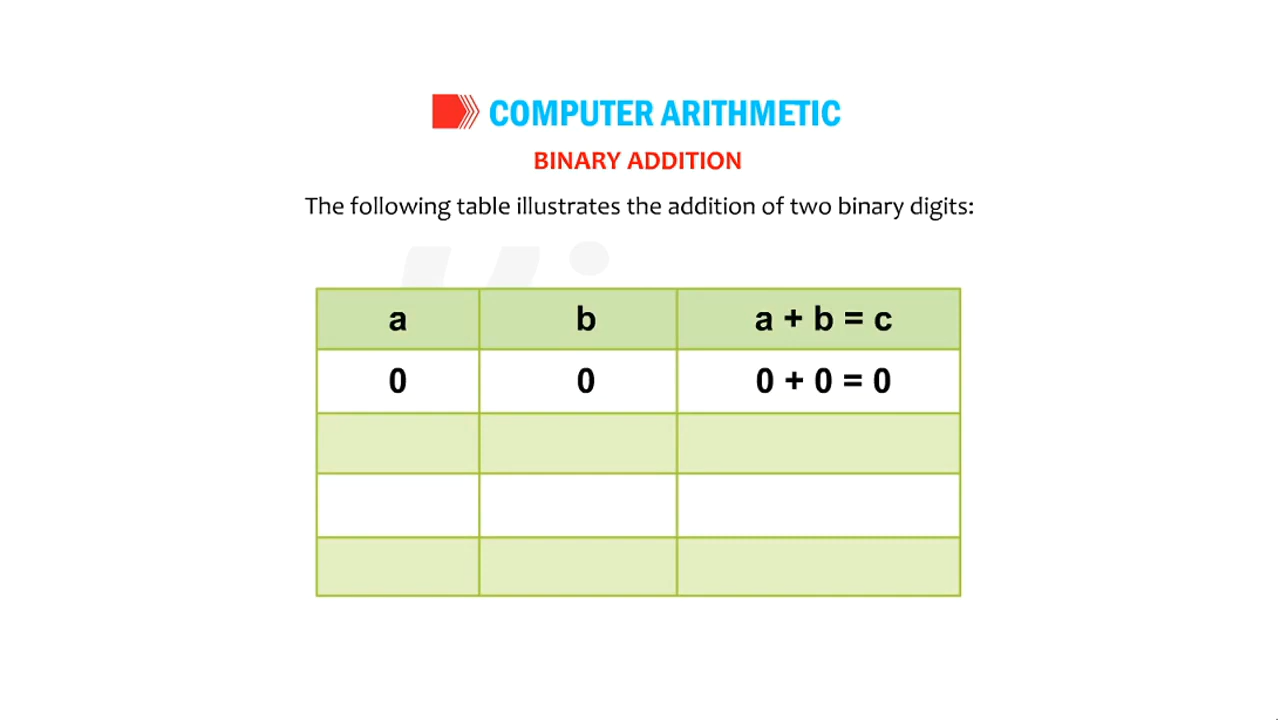 COMPUTER ARITHMETIC
BINARY ADDITION
The following table illustrates the addition of two binary digits:
a b a + b = c
0 0 0 + 0 = 0